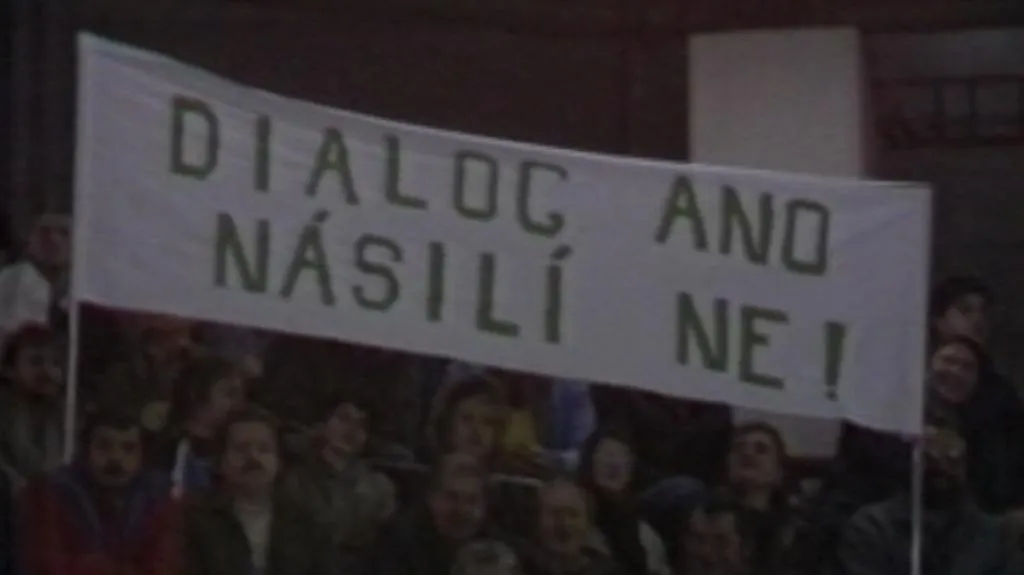 DIALOG ANO
NÁSILÍ NE!